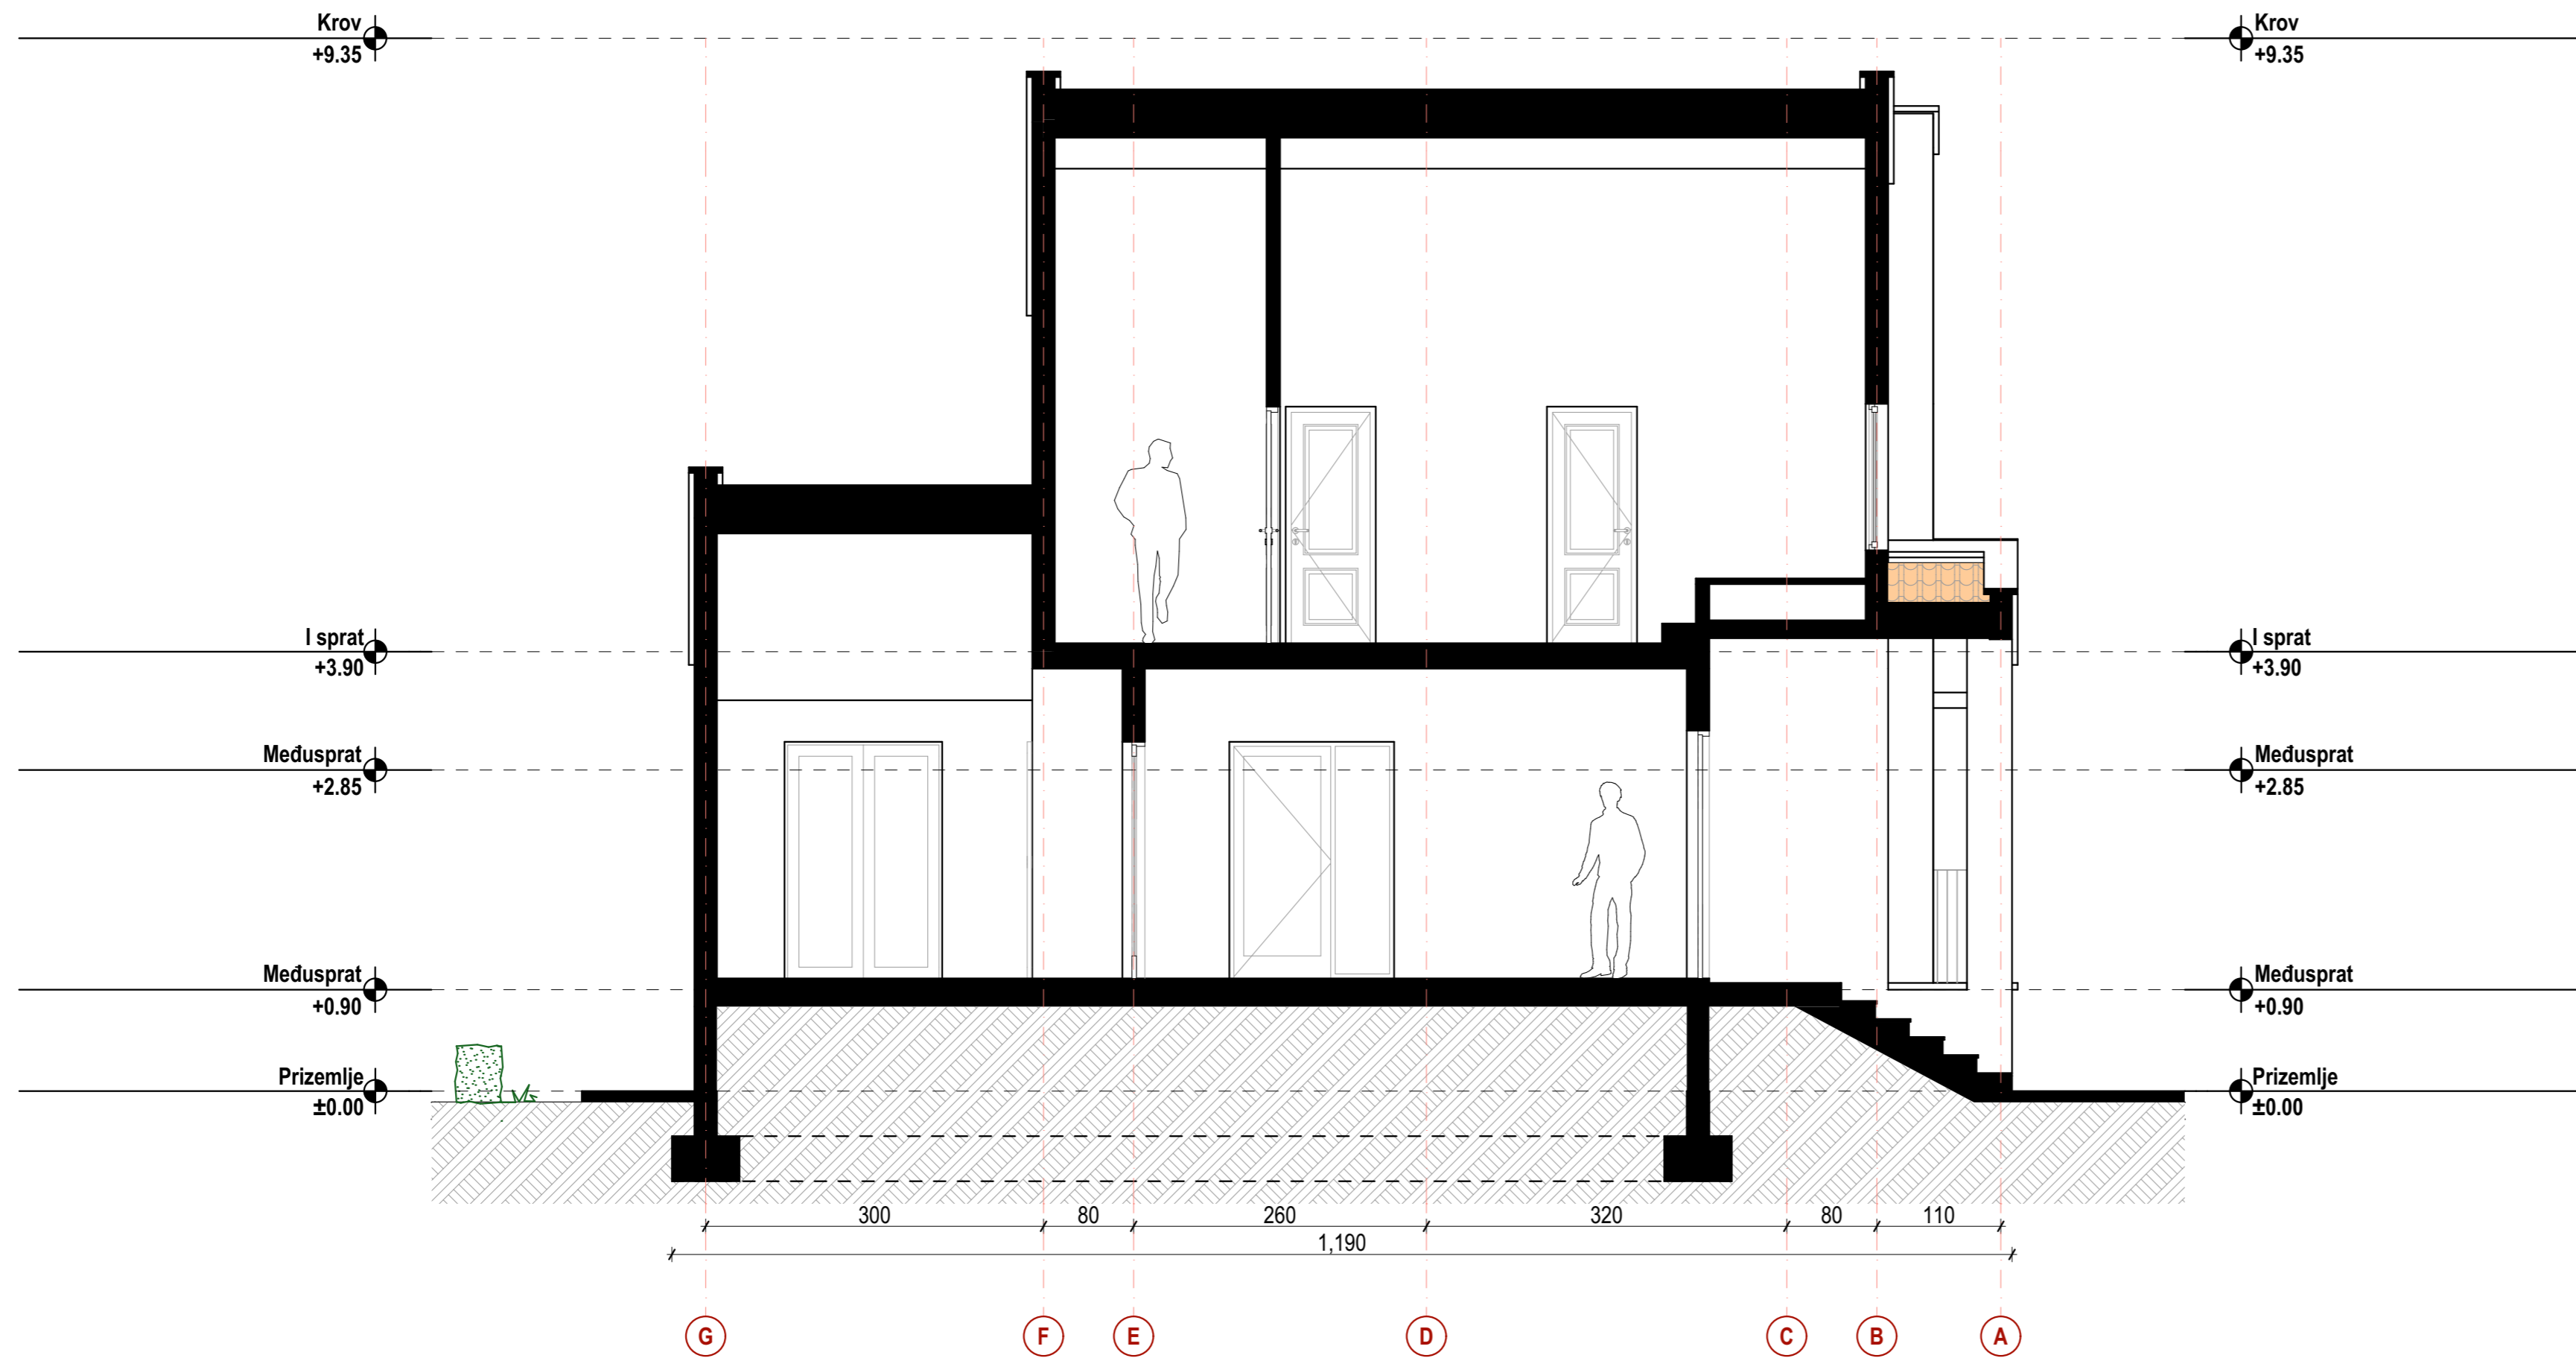 Krov
+9.35
Krov
+9.35
I sprat
+3.90
I sprat
+3.90
Međusprat
+2.85
Međusprat
+2.85
Međusprat
+0.90
Međusprat
+0.90
Prizemlje
±0.00
Prizemlje
±0.00
300 80 260 320 80 110
1,190
G F E D C B A